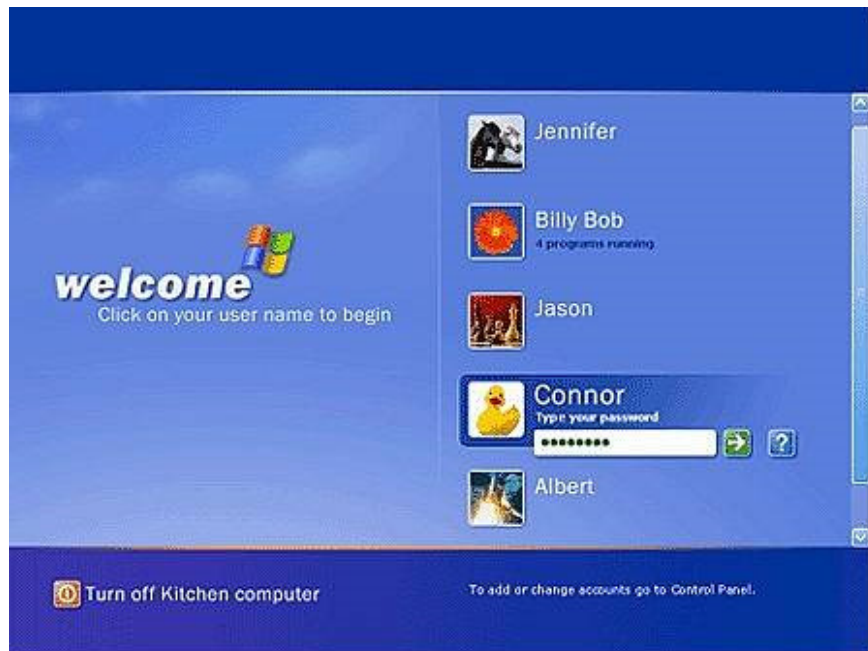 Jennifer
Billy Bob
4 programs running
welcome
Click on your user name to begin
Jason
Connor
Type your password
Albert
Turn off Kitchen computer
To add or change accounts go to Control Panel.